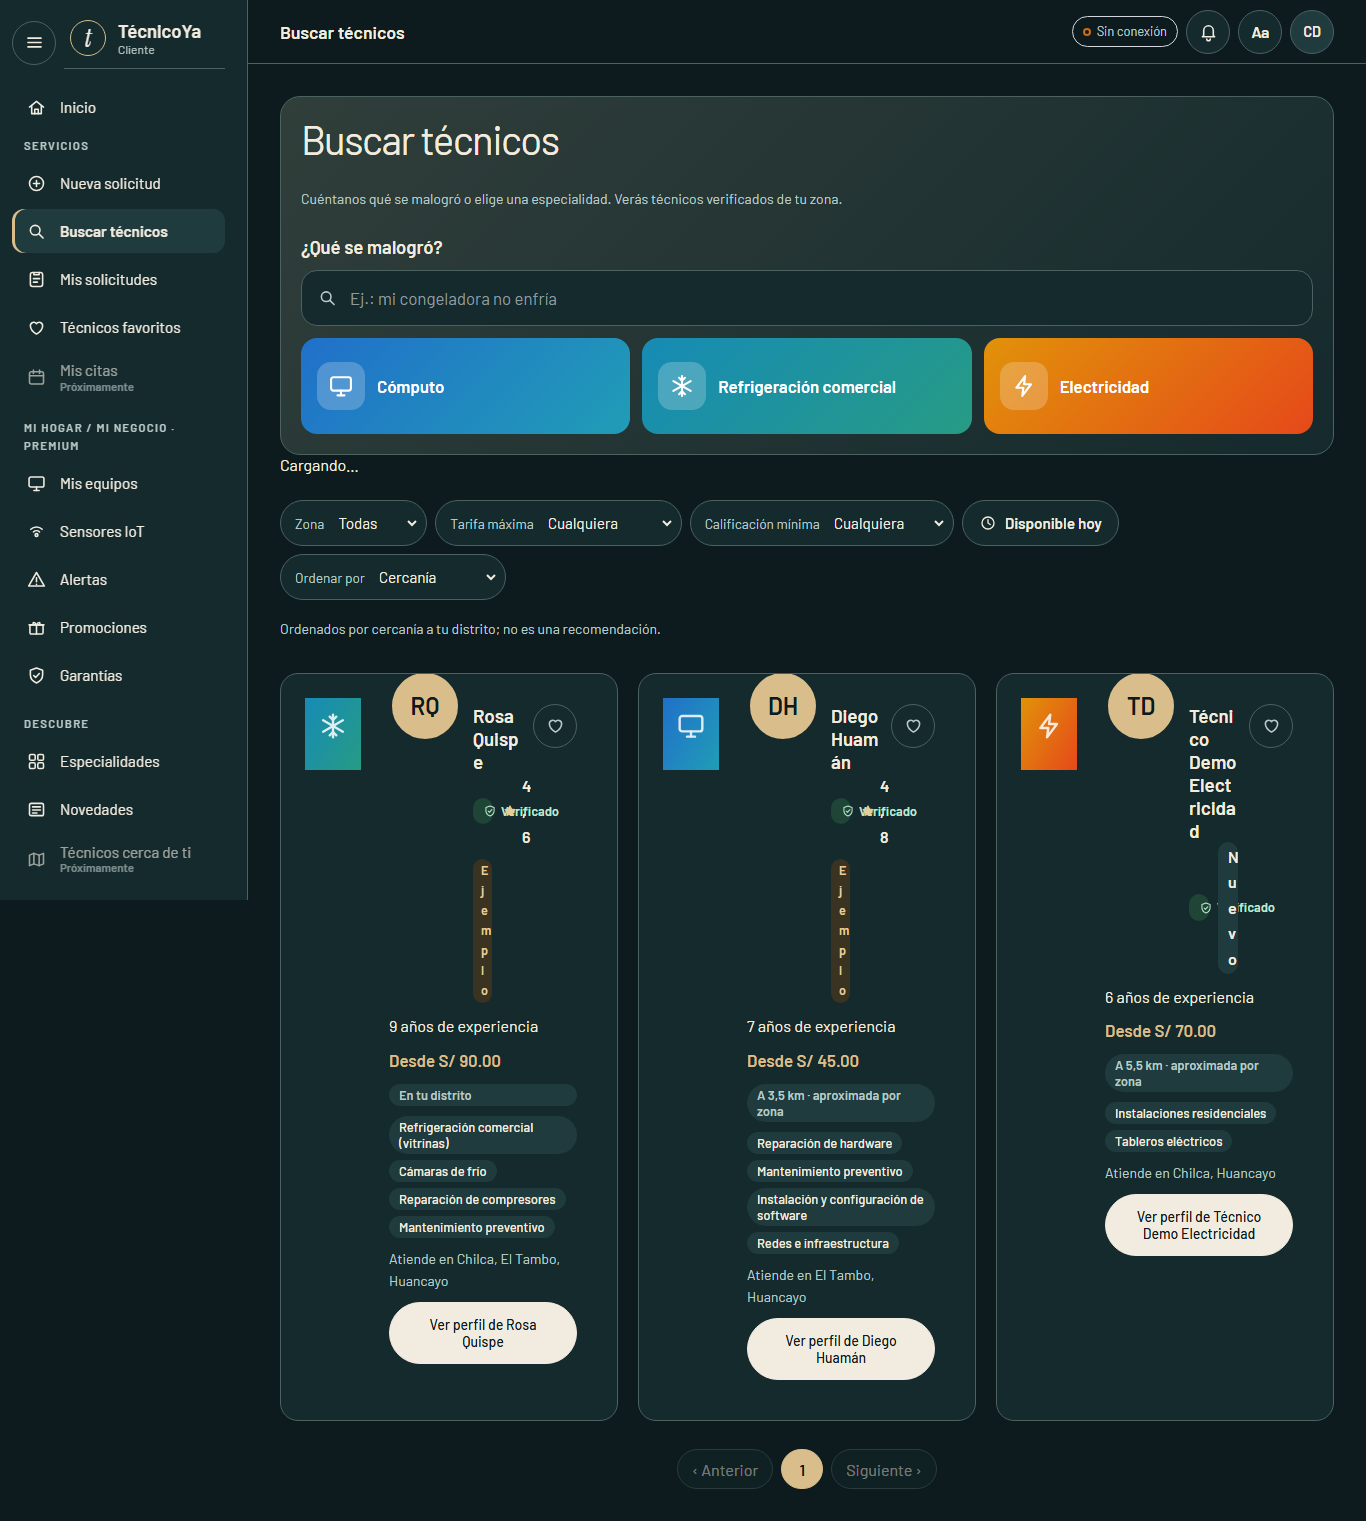 t
TécnicoYa
Cliente
Inicio
SERVICIOS
Nueva solicitud
Buscar técnicos
Mis solicitudes
Técnicos favoritos
Mis citas
Próximamente
MI HOGAR / MI NEGOCIO ·
PREMIUM
Mis equipos
Sensores IoT
Alertas
Promociones
Garantías
DESCUBRE
Especialidades
Novedades
Técnicos cerca de ti
Próximamente
Buscar técnicos
Sin conexión
Aa
CD
Buscar técnicos
Cuéntanos qué se malogró o elige una especialidad. Verás técnicos verificados de tu zona.
¿Qué se malogró?
Ej.: mi congeladora no enfría
Cómputo
Refrigeración comercial
Electricidad
Cargando…
Zona Todas
Tarifa máxima Cualquiera
Calificación mínima Cualquiera
Disponible hoy
Ordenar por Cercanía
Ordenados por cercanía a tu distrito; no es una recomendación.
RQ
Rosa
Quisp
e
4
Verificado
6
E
j
e
m
p
l
o
9 años de experiencia
Desde S/ 90.00
En tu distrito
Refrigeración comercial
(vitrinas)
Cámaras de frío
Reparación de compresores
Mantenimiento preventivo
Atiende en Chilca, El Tambo,
Huancayo
Ver perfil de Rosa
Quispe
DH
Diego
Huam
án
4
Verificado
8
E
j
e
m
p
l
o
7 años de experiencia
Desde S/ 45.00
A 3,5 km · aproximada por
zona
Reparación de hardware
Mantenimiento preventivo
Instalación y configuración de
software
Redes e infraestructura
Atiende en El Tambo,
Huancayo
Ver perfil de Diego
Huamán
TD
Técni
co
Demo
Elect
ricida
d
N
u
e
v
o
ficado
6 años de experiencia
Desde S/ 70.00
A 5,5 km · aproximada por
zona
Instalaciones residenciales
Tableros eléctricos
Atiende en Chilca, Huancayo
Ver perfil de Técnico
Demo Electricidad
‹ Anterior
1
Siguiente ›